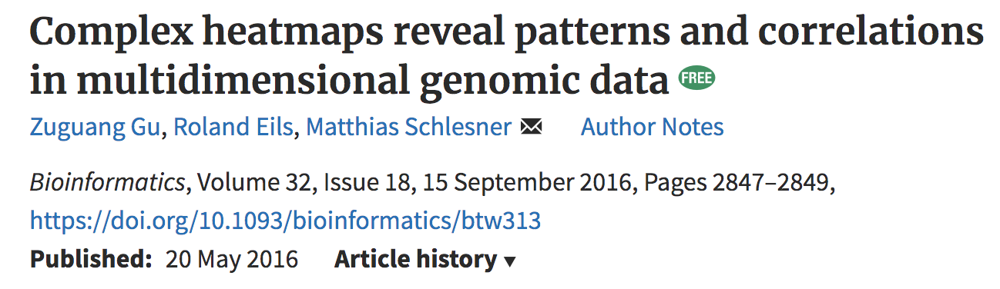 Complex heatmaps reveal patterns and correlations
in multidimensional genomic data FREE
Zuguang Gu, Roland Eils, Matthias Schlesner Author Notes
Bioinformatics, Volume 32, Issue 18, 15 September 2016, Pages 2847–2849,
https://doi.org/10.1093/bioinformatics/btw313
Published: 20 May 2016 Article history ▾